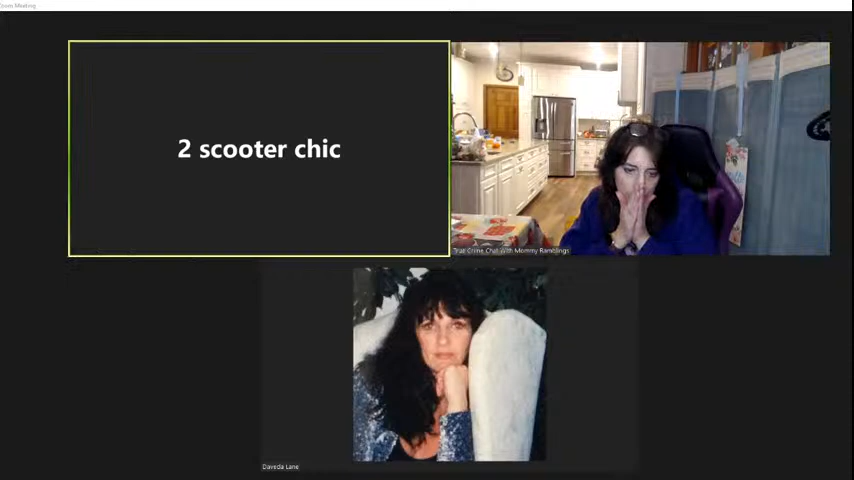 Zoom Meeting
2 scooter chic
True Crime Chat With Mommy Ramblings
Daveda Lane